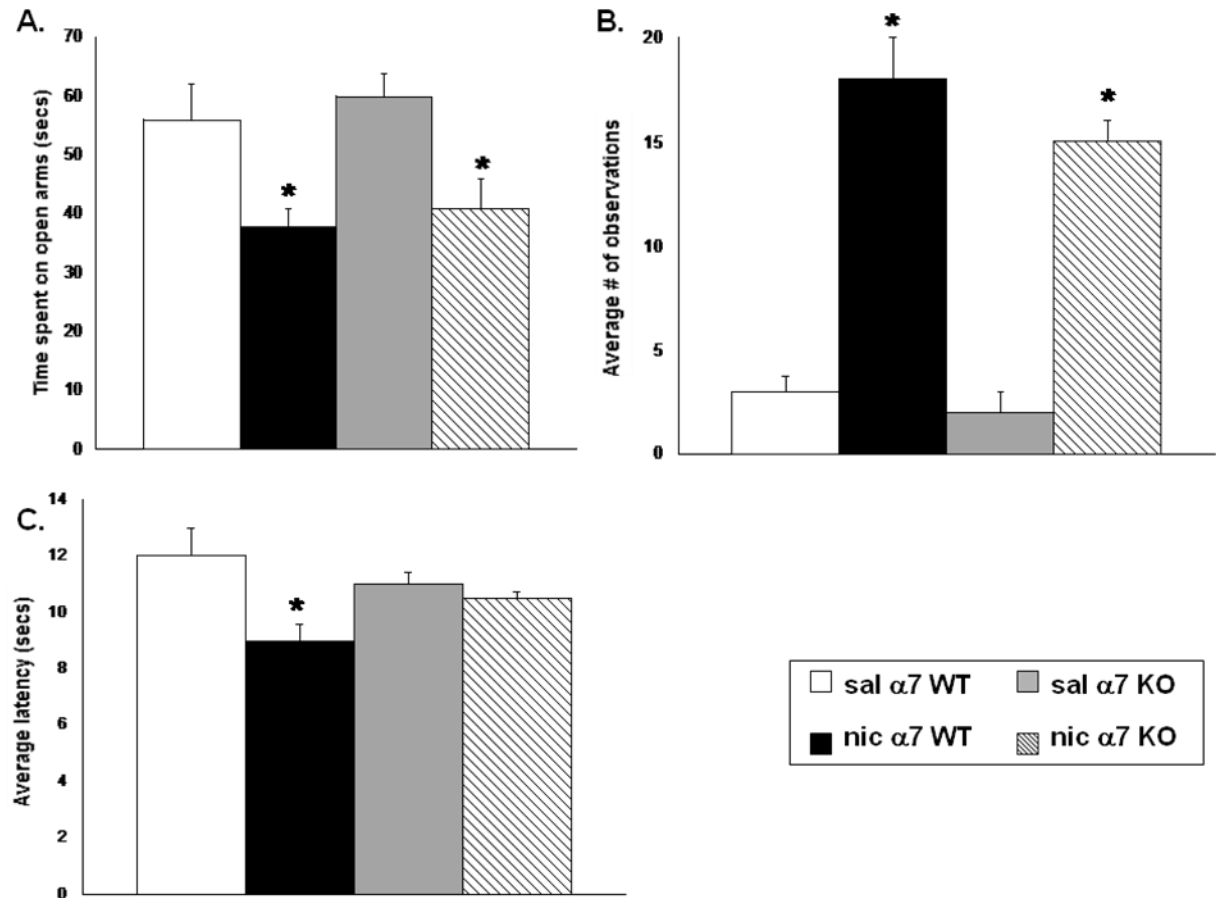 A.
Time spent on open arms (secs)
70
60
50
40
30
20
10
0
*
*
B.
Average # of observations
20
15
10
5
0
*
*
C.
Average latency (secs)
14
12
10
8
6
4
2
0
*
sal α7 WT
sal α7 KO
nic α7 WT
nic α7 KO